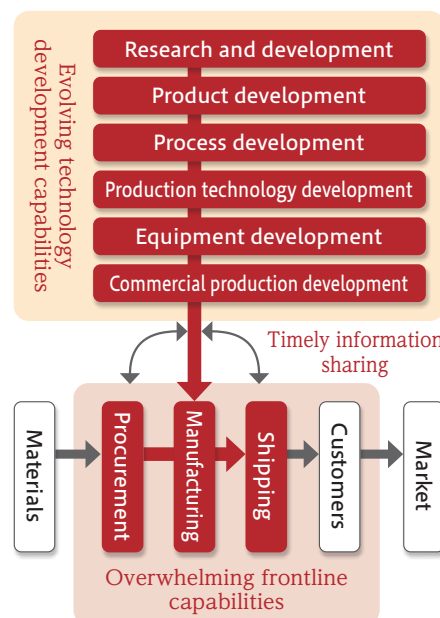 Evolving technology
development capabilities
Research and development
Product development
Process development
Production technology development
Equipment development
Commercial production development
Timely information
sharing
Materials
Procurement
Manufacturing
Shipping
Customers
Market
Overwhelming frontline
capabilities